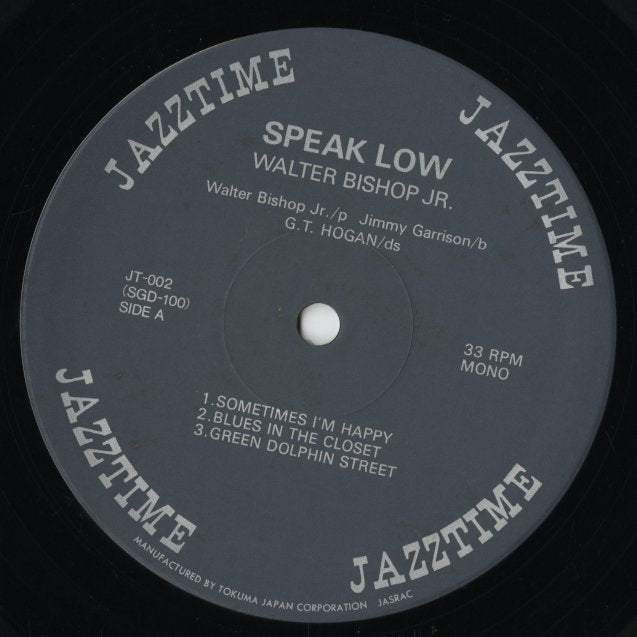 JAZZTIME
JAZZTIME
SPEAK LOW
WALTER BISHOP JR.
Walter Bishop Jr./p Jimmy Garrison/b
G.T. HOGAN/ds
JT-002
(SGD-100)
SIDE A
33 RPM
MONO
1.SOMETIMES I'M HAPPY
2.BLUES IN THE CLOSET
3.GREEN DOLPHIN STREET
JAZZTIME
JAZZTIME
MANUFACTURED BY TOKUMA JAPAN CORPORATION JASRAC